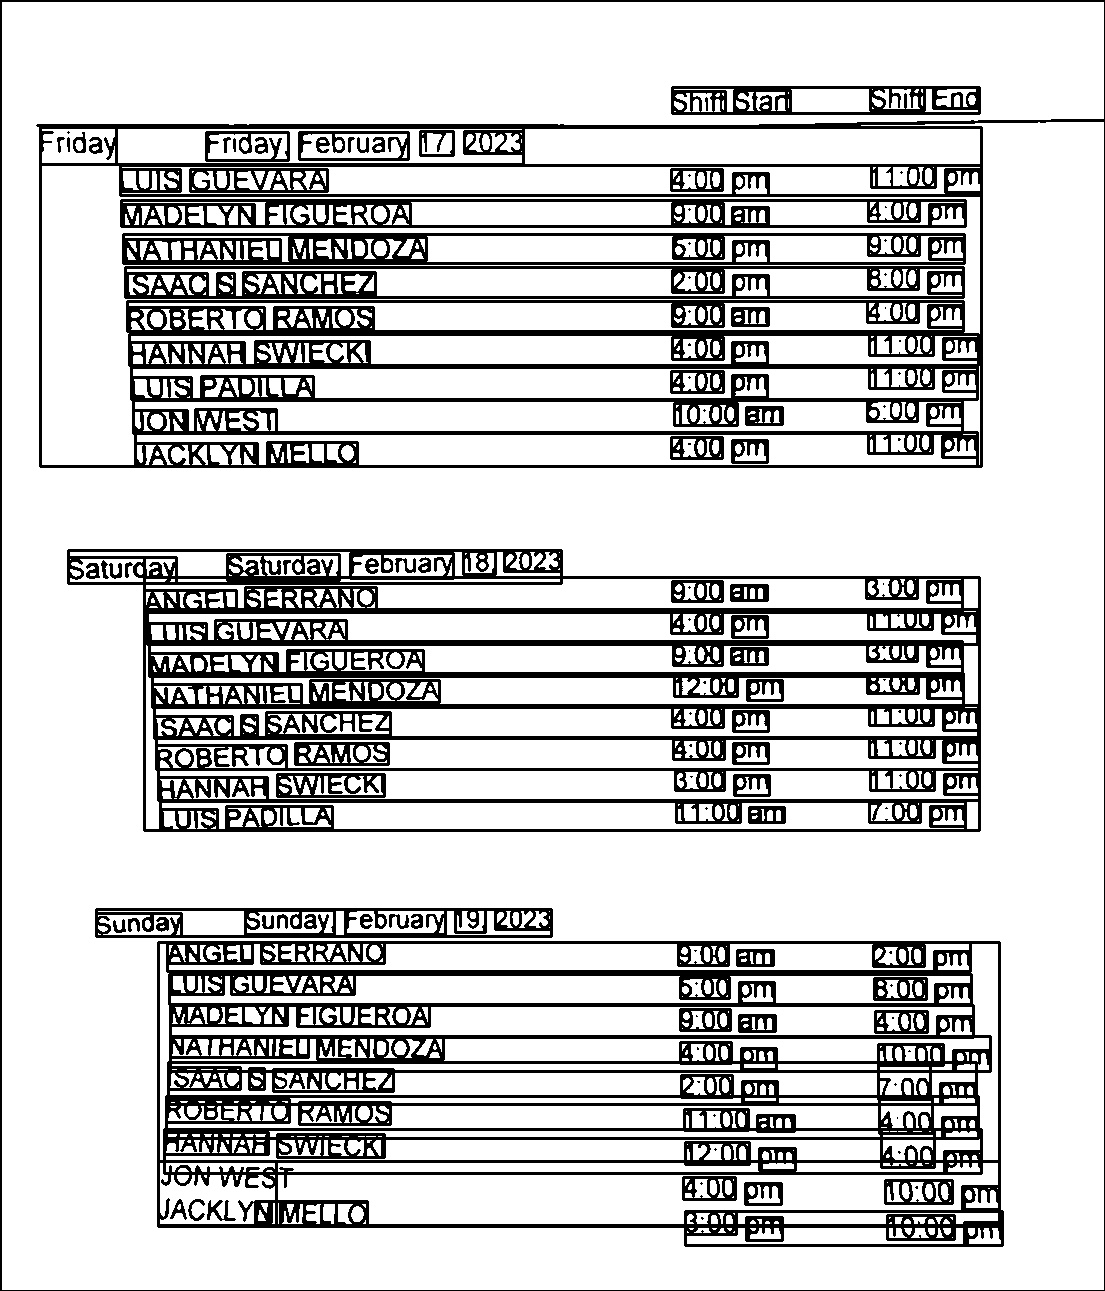 Shift Start Shift End
Friday Friday, February 17, 2023
LUIS GUEVARA 4:00 pm 11:00 pm
MADELYN FIGUEROA 9:00 am 4:00 pm
NATHANIEL MENDOZA 5:00 pm 9:00 pm
ISAAC S SANCHEZ 2:00 pm 8:00 pm
ROBERTO RAMOS 9:00 am 4:00 pm
HANNAH SWIECKI 4:00 pm 11:00 pm
LUIS PADILLA 4:00 pm 11:00 pm
JON WEST 10:00 am 5:00 pm
JACKLYN MELLO 4:00 pm 11:00 pm
Saturday Saturday, February 18, 2023
ANGEL SERRANO 9:00 am 3:00 pm
LUIS GUEVARA 4:00 pm 11:00 pm
MADELYN FIGUEROA 9:00 am 3:00 pm
NATHANIEL MENDOZA 12:00 pm 8:00 pm
ISAAC S SANCHEZ 4:00 pm 11:00 pm
ROBERTO RAMOS 4:00 pm 11:00 pm
HANNAH SWIECKI 3:00 pm 11:00 pm
LUIS PADILLA 11:00 am 7:00 pm
Sunday Sunday, February 19, 2023
ANGEL SERRANO 9:00 am 2:00 pm
LUIS GUEVARA 5:00 pm 8:00 pm
MADELYN FIGUEROA 9:00 am 4:00 pm
NATHANIEL MENDOZA 4:00 pm 10:00 pm
ISAAC S SANCHEZ 2:00 pm 7:00 pm
ROBERTO RAMOS 11:00 am 4:00 pm
HANNAH SWIECKI 12:00 pm 4:00 pm
JON WEST 4:00 pm 10:00 pm
JACKLYN MELLO 3:00 pm 10:00 pm